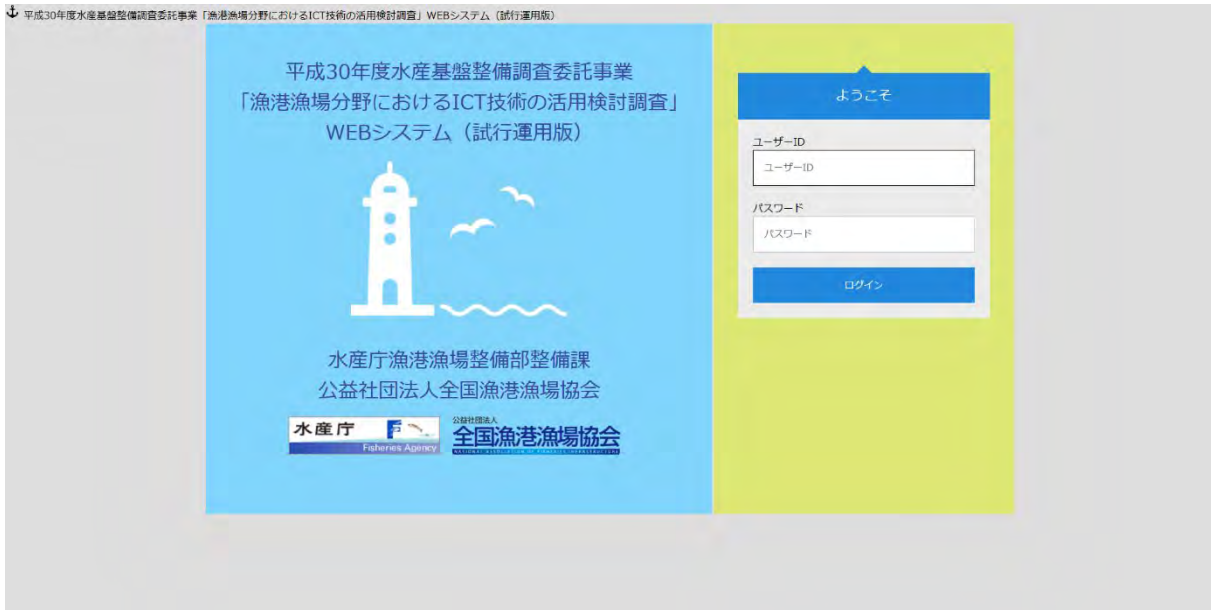 平成30年度水産基盤整備調査委託事業「漁港漁場分野におけるICT技術の活用検討調査」WEBシステム（試行運用版）
平成30年度水産基盤整備調査委託事業
「漁港漁場分野におけるICT技術の活用検討調査」
WEBシステム（試行運用版）
水産庁漁港漁場整備部整備課
公益社団法人全国漁港漁場協会
水産庁
Fisheries Agency
公益社団法人
全国漁港漁場協会
NATIONAL ASSOCIATION OF FISHERIES INFRASTRUCTURE
ようこそ
ユーザーID
ユーザーID
パスワード
パスワード
ログイン